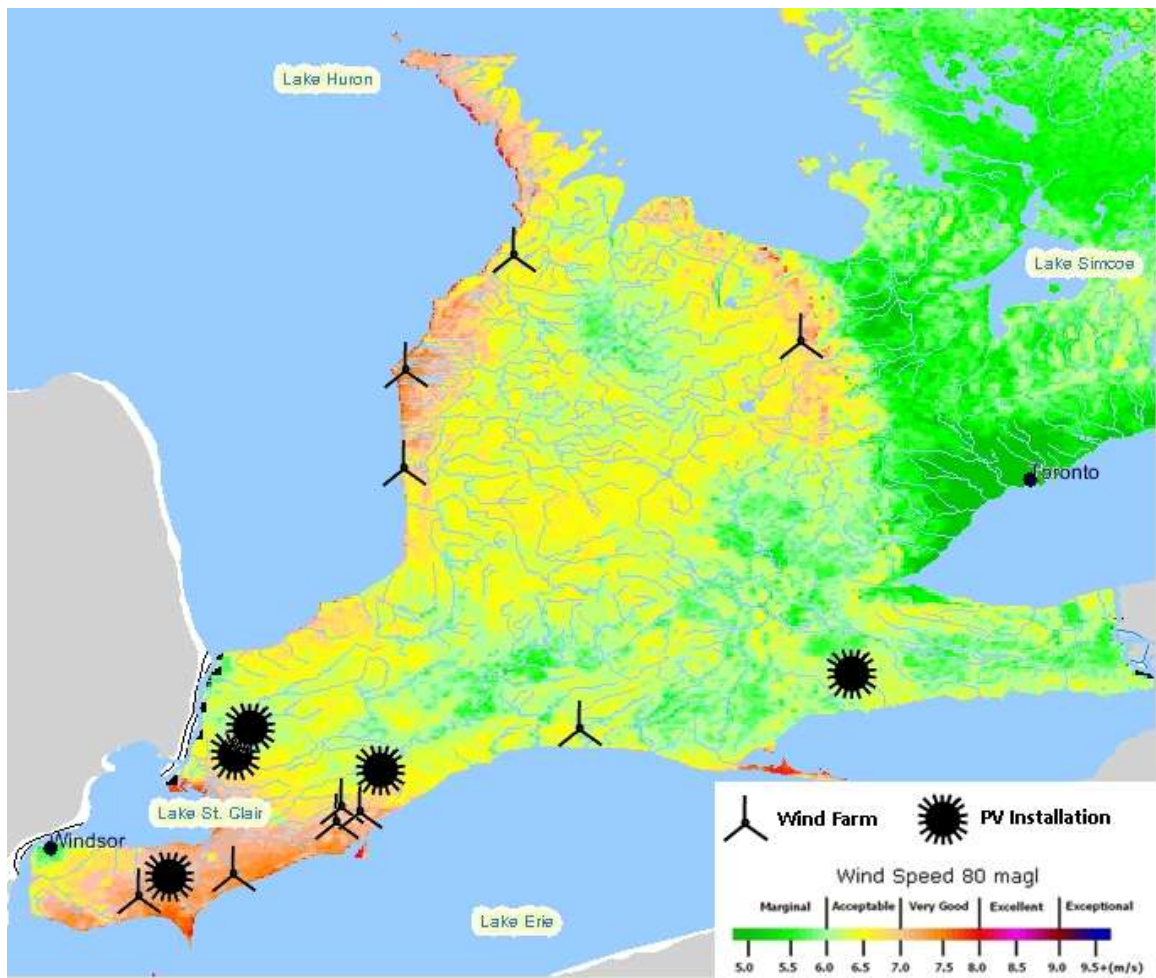 Lake Huron
Lake Simcoe
Toronto
Lake St. Clair
Windsor
Lake Erie
Wind Farm
PV Installation
Wind Speed 80 magl
Marginal Acceptable Very Good Excellent Exceptional
5.0 5.5 6.0 6.5 7.0 7.5 8.0 8.5 9.0 9.5+(m/s)